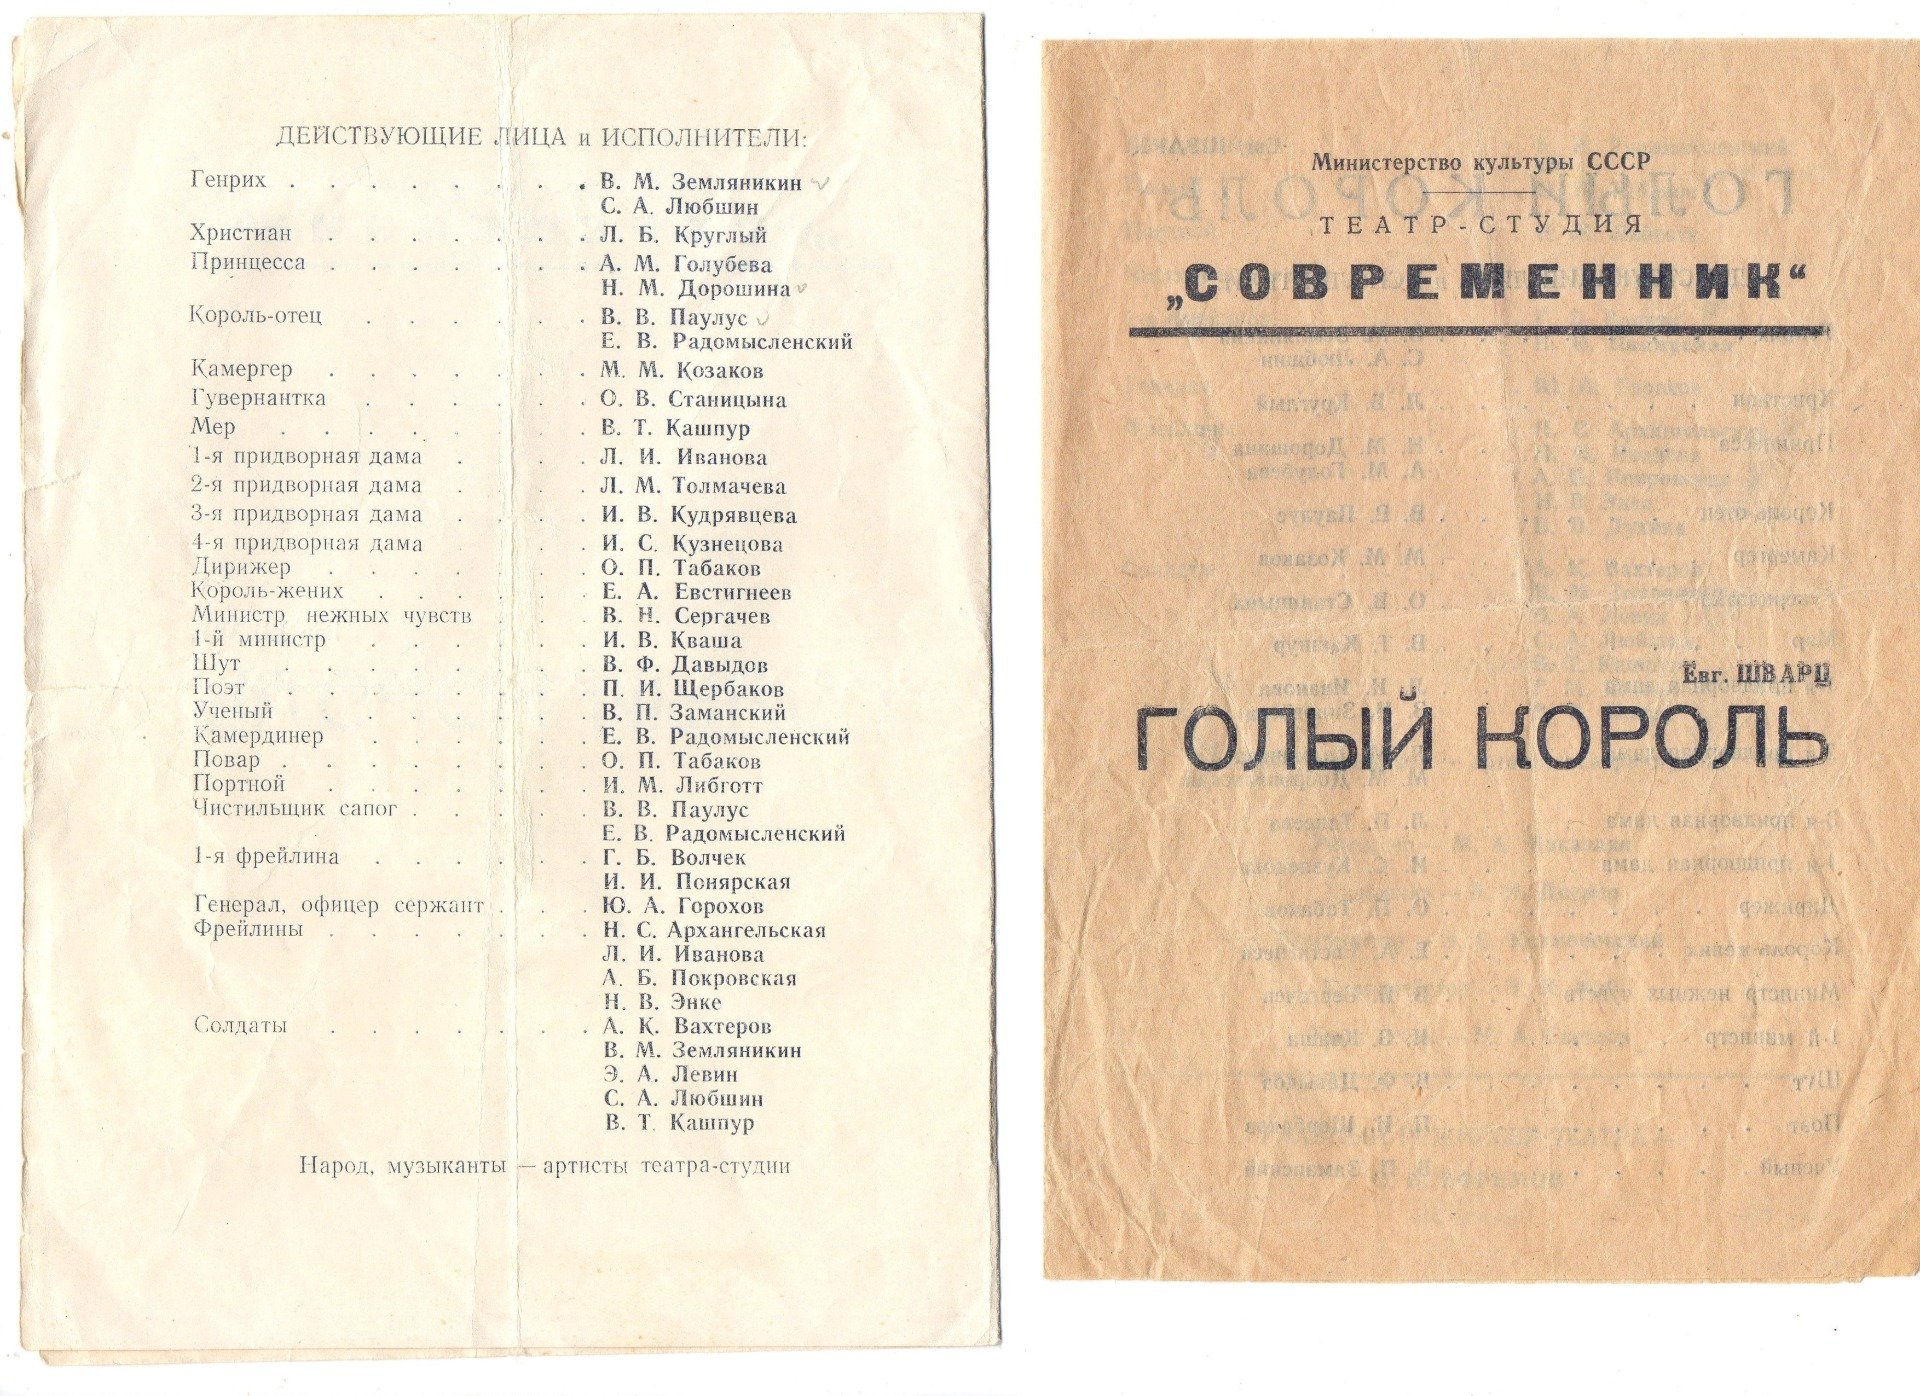 ДЕЙСТВУЮЩИЕ ЛИЦА и ИСПОЛНИТЕЛИ:
Генрих . . . . . . . . В. М. Земляникин
С. А. Любшин
Христиан . . . . . . . Л. Б. Круглый
Принцесса . . . . . . . А. М. Голубева
Н. М. Дорошина
Король-отец . . . . . . В. В. Паулус
Е. В. Радомысленский
Камергер . . . . . . . М. М. Козаков
Гувернантка . . . . . . О. В. Станицына
Мер . . . . . . . . В. Т. Кашпур
1-я придворная дама . . . . Л. И. Иванова
2-я придворная дама . . . . Л. М. Толмачева
3-я придворная дама . . . . И. В. Кудрявцева
4-я придворная дама . . . . И. С. Кузнецова
Дирижер . . . . . . . О. П. Табаков
Король-жених . . . . . . Е. А. Евстигнеев
Министр нежных чувств . . . В. Н. Сергачев
1-й министр . . . . . . И. В. Кваша
Шут . . . . . . . . В. Ф. Давыдов
Поэт . . . . . . . . П. И. Щербаков
Ученый . . . . . . . В. П. Заманский
Камердинер . . . . . . Е. В. Радомысленский
Повар . . . . . . . . О. П. Табаков
Портной . . . . . . . И. М. Либготт
Чистильщик сапог . . . . . В. В. Паулус
Е. В. Радомысленский
1-я фрейлина . . . . . . Г. Б. Волчек
И. И. Понярская
Генерал, офицер сержант . . . Ю. А. Горохов
Фрейлины . . . . . . . Н. С. Архангельская
Л. И. Иванова
А. Б. Покровская
Н. В. Энке
Солдаты . . . . . . . А. К. Вахтеров
В. М. Земляникин
Э. А. Левин
С. А. Любшин
В. Т. Кашпур
Народ, музыканты — артисты театра-студии
Министерство культуры СССР
ТЕАТР-СТУДИЯ
„СОВРЕМЕННИК“
Евг. ШВАРЦ
ГОЛЫЙ КОРОЛЬ